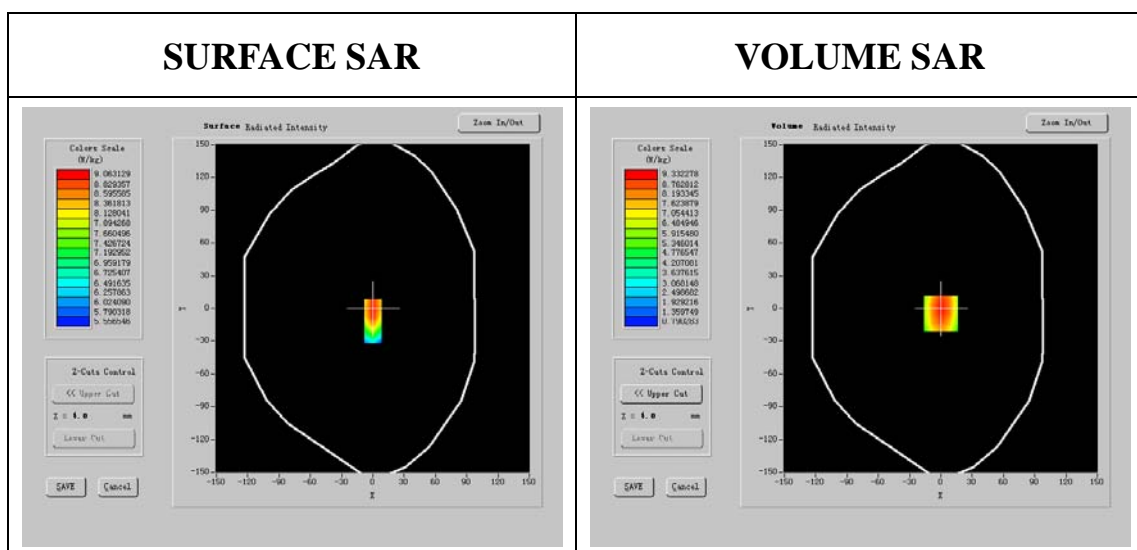 SURFACE SAR
Surface Radiated Intensity
Zoom In/Out
Colors Scale
(W/kg)
9.063129
8.829357
8.595585
8.361813
8.128041
7.894268
7.660496
7.426724
7.192952
6.959179
6.725407
6.491635
6.257863
6.024090
5.790318
5.556546
150
120
90
60
30
0
-30
-60
-90
-120
-150
Y
-150 -120 -90 -60 -30 0 30 60 90 120 150
X
Z-Cuts Control
<< Upper Cut
Z = 4.0 mm
Lower Cut
SAVE Cancel
VOLUME SAR
Volume Radiated Intensity
Zoom In/Out
Colors Scale
(W/kg)
9.332278
8.762812
8.193345
7.623879
7.054413
6.484946
5.915480
5.346014
4.776547
4.207081
3.637615
3.068148
2.498682
1.929216
1.359749
0.790283
150
120
90
60
30
0
-30
-60
-90
-120
-150
Y
-150 -120 -90 -60 -30 0 30 60 90 120 150
X
Z-Cuts Control
<< Upper Cut
Z = 4.0 mm
Lower Cut
SAVE Cancel